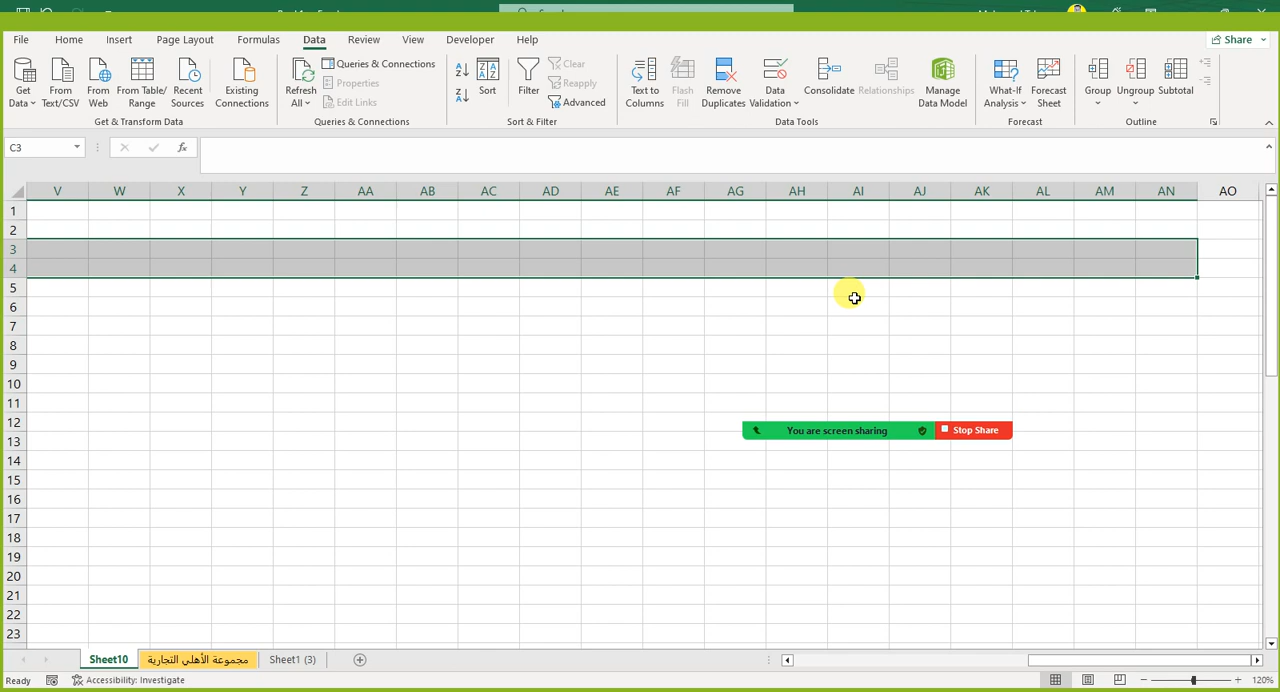 File Home Insert Page Layout Formulas Data Review View Developer Help Share
Get Data
From Text/CSV
From Web
From Table/ Range
Recent Sources
Existing Connections
Get & Transform Data
Refresh All
Queries & Connections
Properties
Edit Links
Queries & Connections
Sort
Filter
Clear
Reapply
Advanced
Sort & Filter
Text to Columns
Flash Fill
Remove Duplicates
Data Validation
Consolidate
Relationships
Manage Data Model
Data Tools
What-If Analysis
Forecast Sheet
Forecast
Group
Ungroup
Subtotal
Outline
C3
V W X Y Z AA AB AC AD AE AF AG AH AI AJ AK AL AM AN AO
1
2
3
4
5
6
7
8
9
10
11
12
You are screen sharing Stop Share
13
14
15
16
17
18
19
20
21
22
23
Sheet10 مجموعة الأهلي التجارية Sheet1 (3)
Ready Accessibility: Investigate 120%